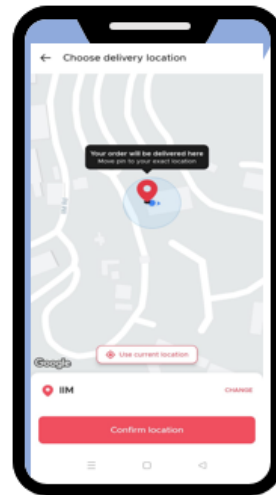 Choose delivery location
Your order will be delivered here
Move pin to your exact location
Google
Use current location
IIM
CHANGE
Confirm location